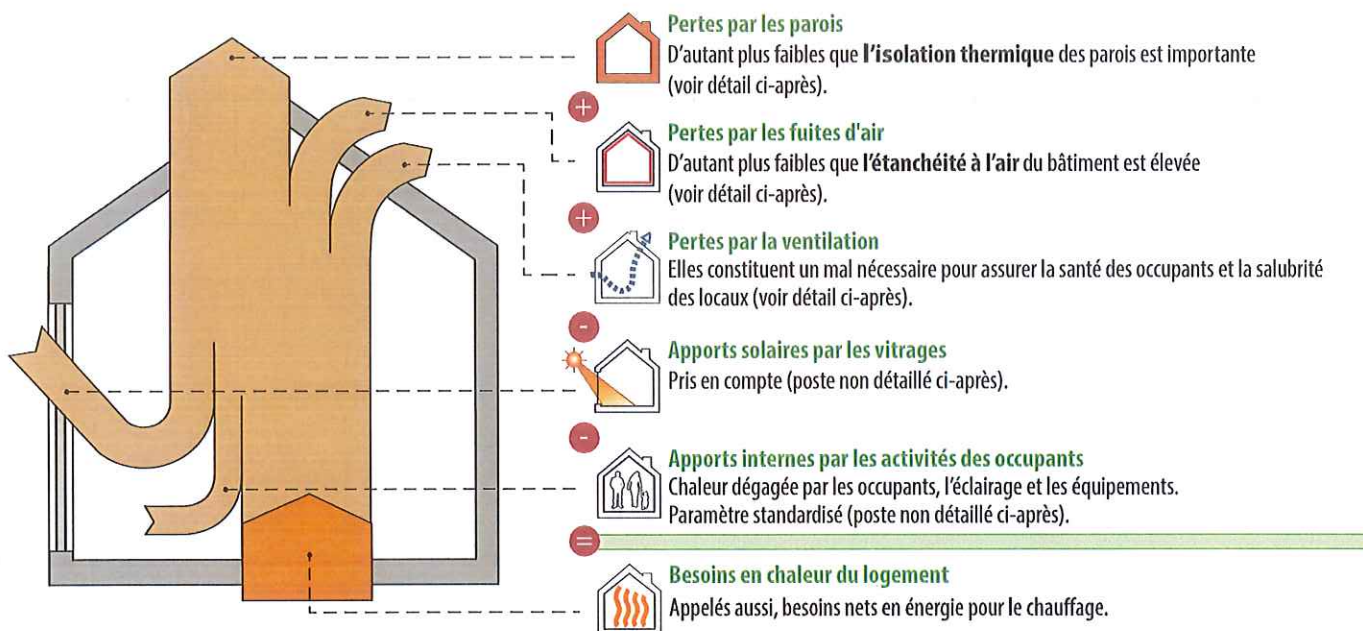 Pertes par les parois
D'autant plus faibles que l'isolation thermique des parois est importante
(voir détail ci-après).
+
Pertes par les fuites d'air
D'autant plus faibles que l'étanchéité à l'air du bâtiment est élevée
(voir détail ci-après).
+
Pertes par la ventilation
Elles constituent un mal nécessaire pour assurer la santé des occupants et la salubrité
des locaux (voir détail ci-après).
-
Apports solaires par les vitrages
Pris en compte (poste non détaillé ci-après).
-
Apports internes par les activités des occupants
Chaleur dégagée par les occupants, l'éclairage et les équipements.
Paramètre standardisé (poste non détaillé ci-après).
=
Besoins en chaleur du logement
Appelés aussi, besoins nets en énergie pour le chauffage.